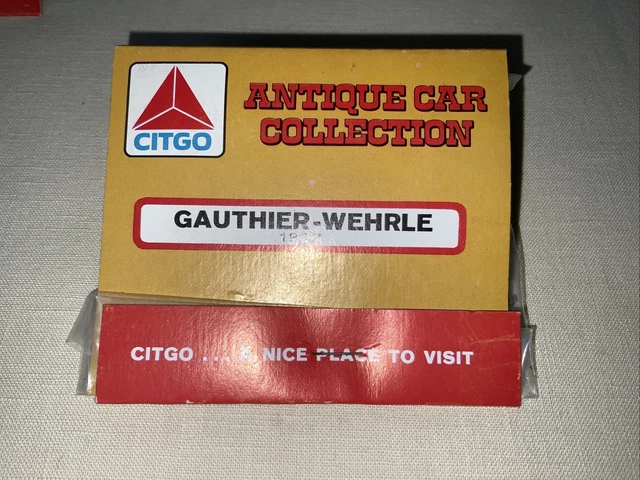 CITGO
ANTIQUE CAR
COLLECTION
GAUTHIER-WEHRLE
CITGO ... A NICE PLACE TO VISIT